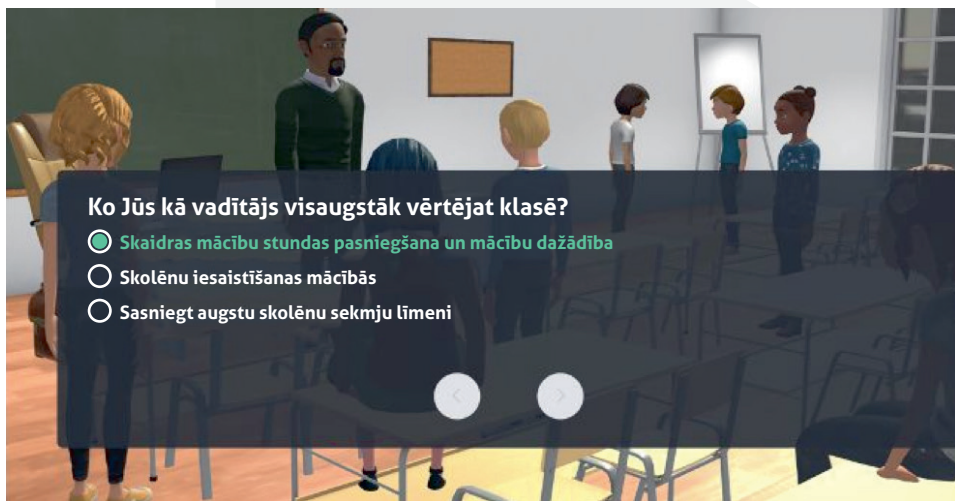 Ko Jūs kā vadītājs visaugstāk vērtējat klasē?
Skaidras mācību stundas pasniegšana un mācību dažādība
Skolēnu iesaistīšanas mācībās
Sasniegt augstu skolēnu sekmju līmeni